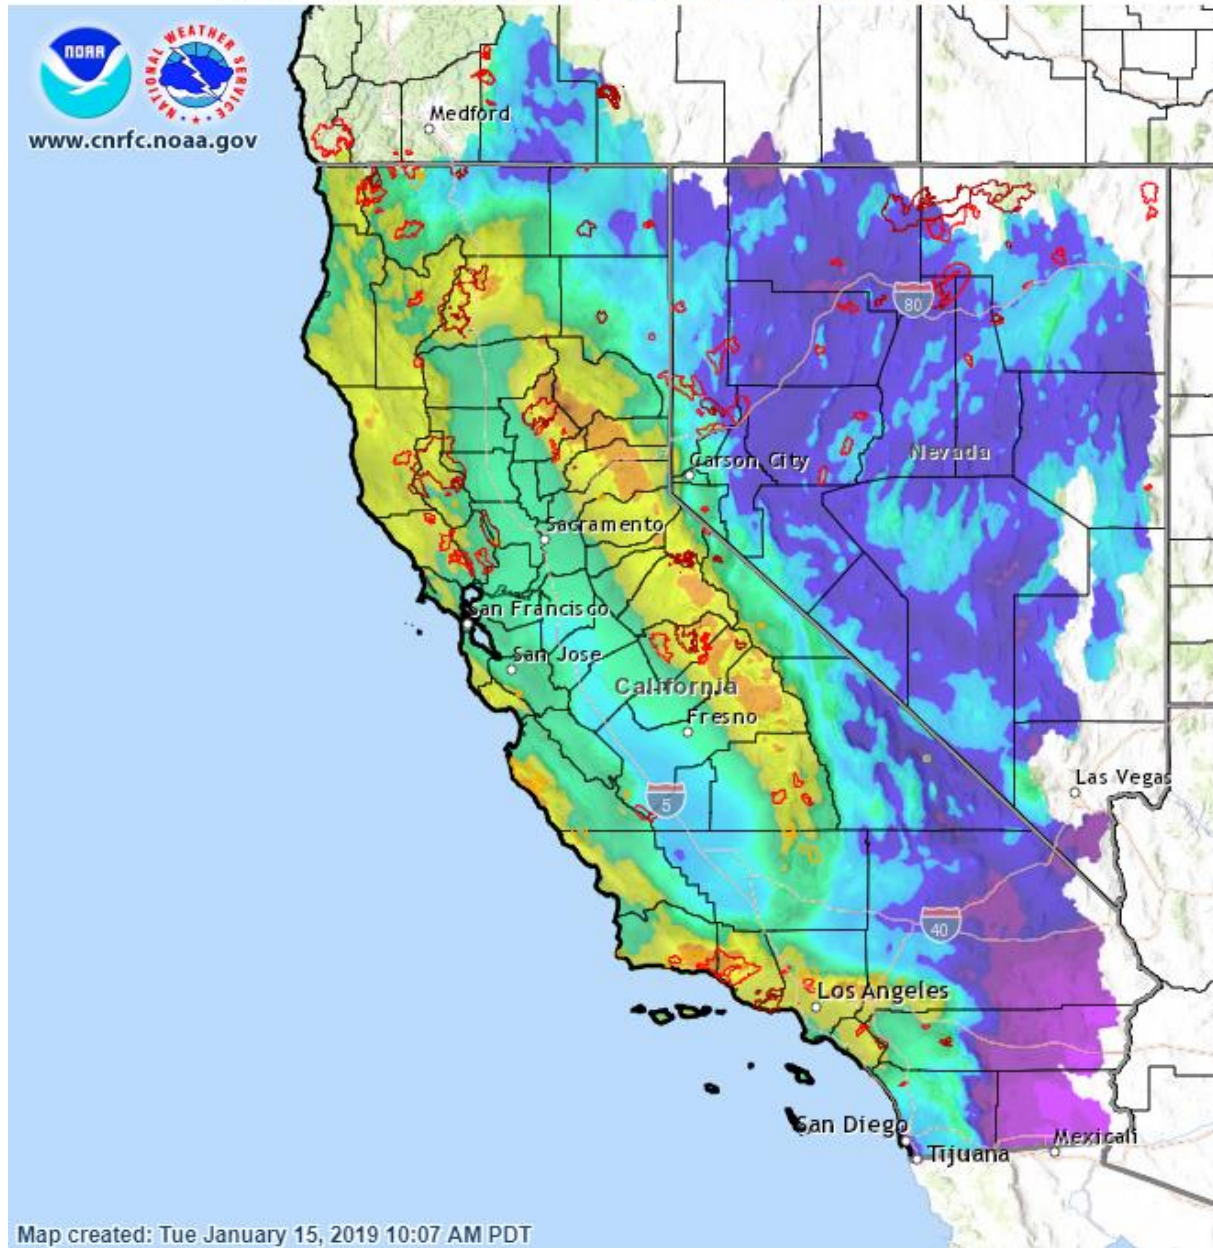 NOAA
NATIONAL WEATHER SERVICE
www.cnrfc.noaa.gov
Medford
80
Carson City
Nevada
Sacramento
San Francisco
San Jose
California
Fresno
Las Vegas
5
40
Los Angeles
San Diego
Mexicali
Tijuana
Map created: Tue January 15, 2019 10:07 AM PDT